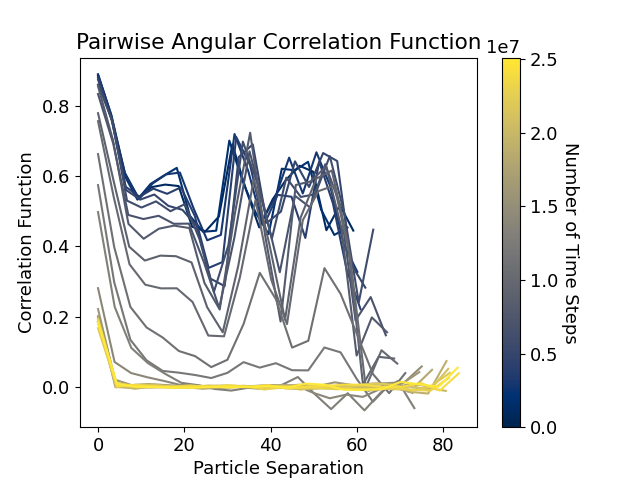 Pairwise Angular Correlation Function
1e7
Correlation Function
0.8
0.6
0.4
0.2
0.0
0 20 40 60 80
Particle Separation
2.5
2.0
1.5
1.0
0.5
0.0
Number of Time Steps